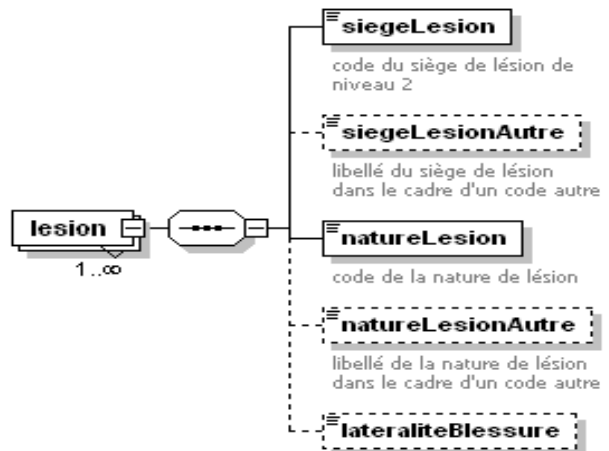 siegeLesion
code du siège de lésion de
niveau 2
siegeLesionAutre
libellé du siège de lésion
dans le cadre d'un code autre
lesion
1..∞
natureLesion
code de la nature de lésion
natureLesionAutre
libellé de la nature de lésion
dans le cadre d'un code autre
lateraliteBlessure